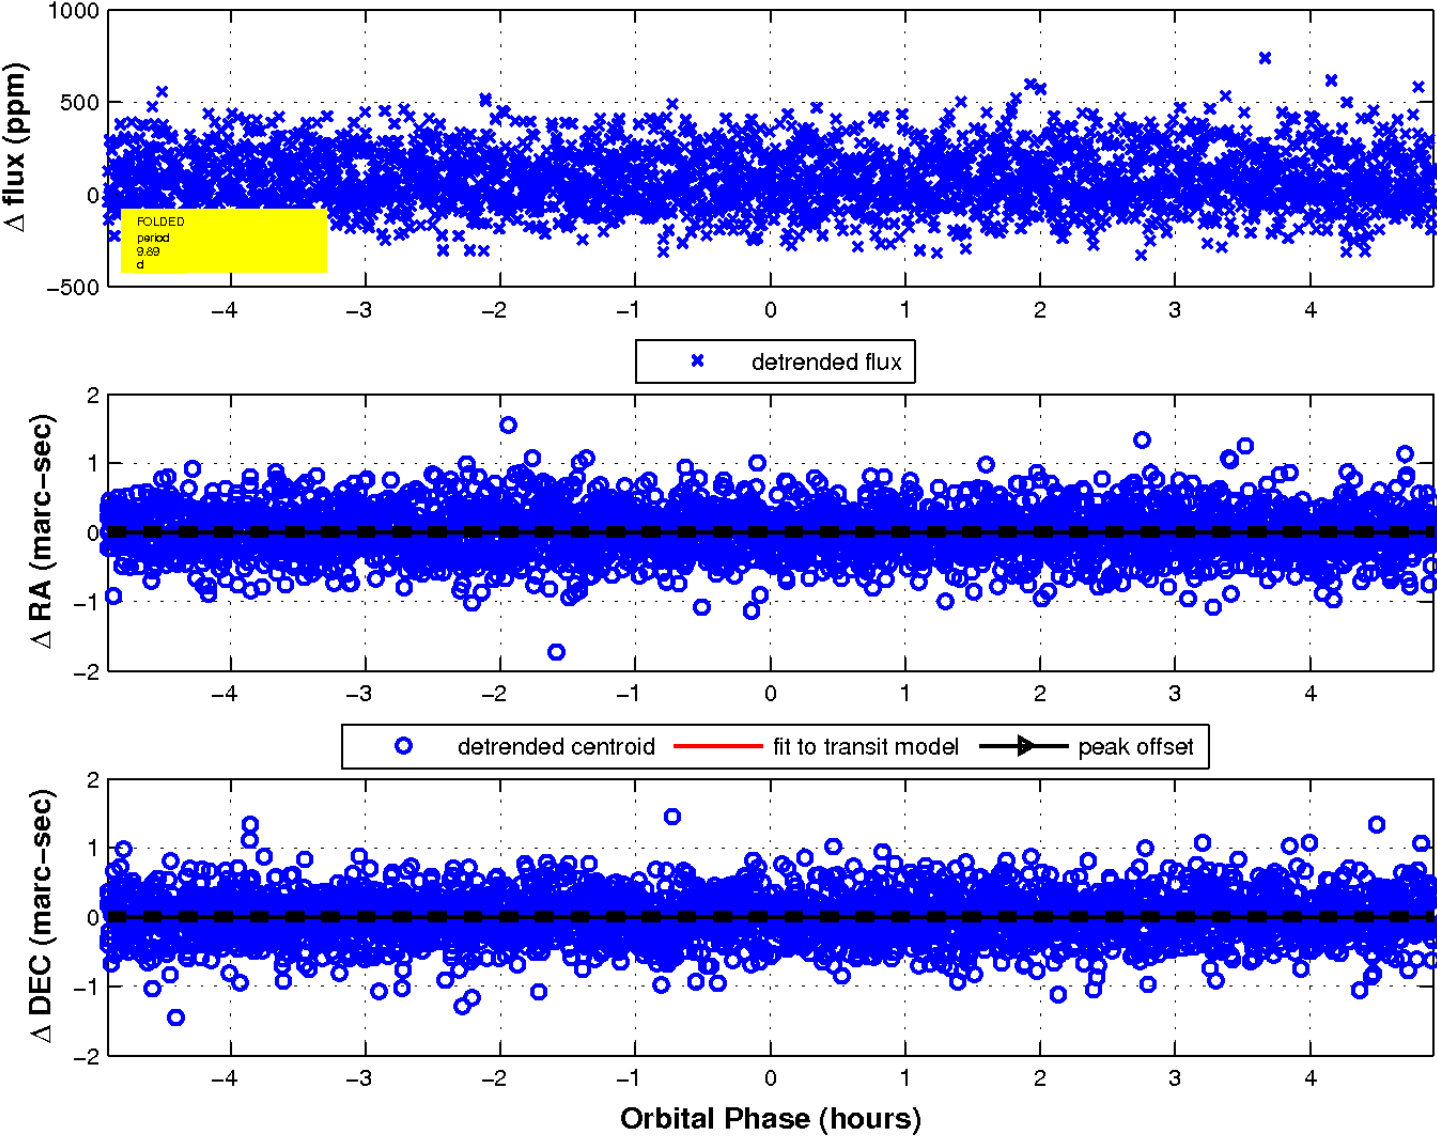 1000
500
0
−500
Δ flux (ppm)
FOLDED
period
9.89
d
−4 −3 −2 −1 0 1 2 3 4
detrended flux
2
1
0
−1
−2
Δ RA (marc−sec)
−4 −3 −2 −1 0 1 2 3 4
detrended centroid fit to transit model peak offset
2
1
0
−1
−2
Δ DEC (marc−sec)
−4 −3 −2 −1 0 1 2 3 4
Orbital Phase (hours)